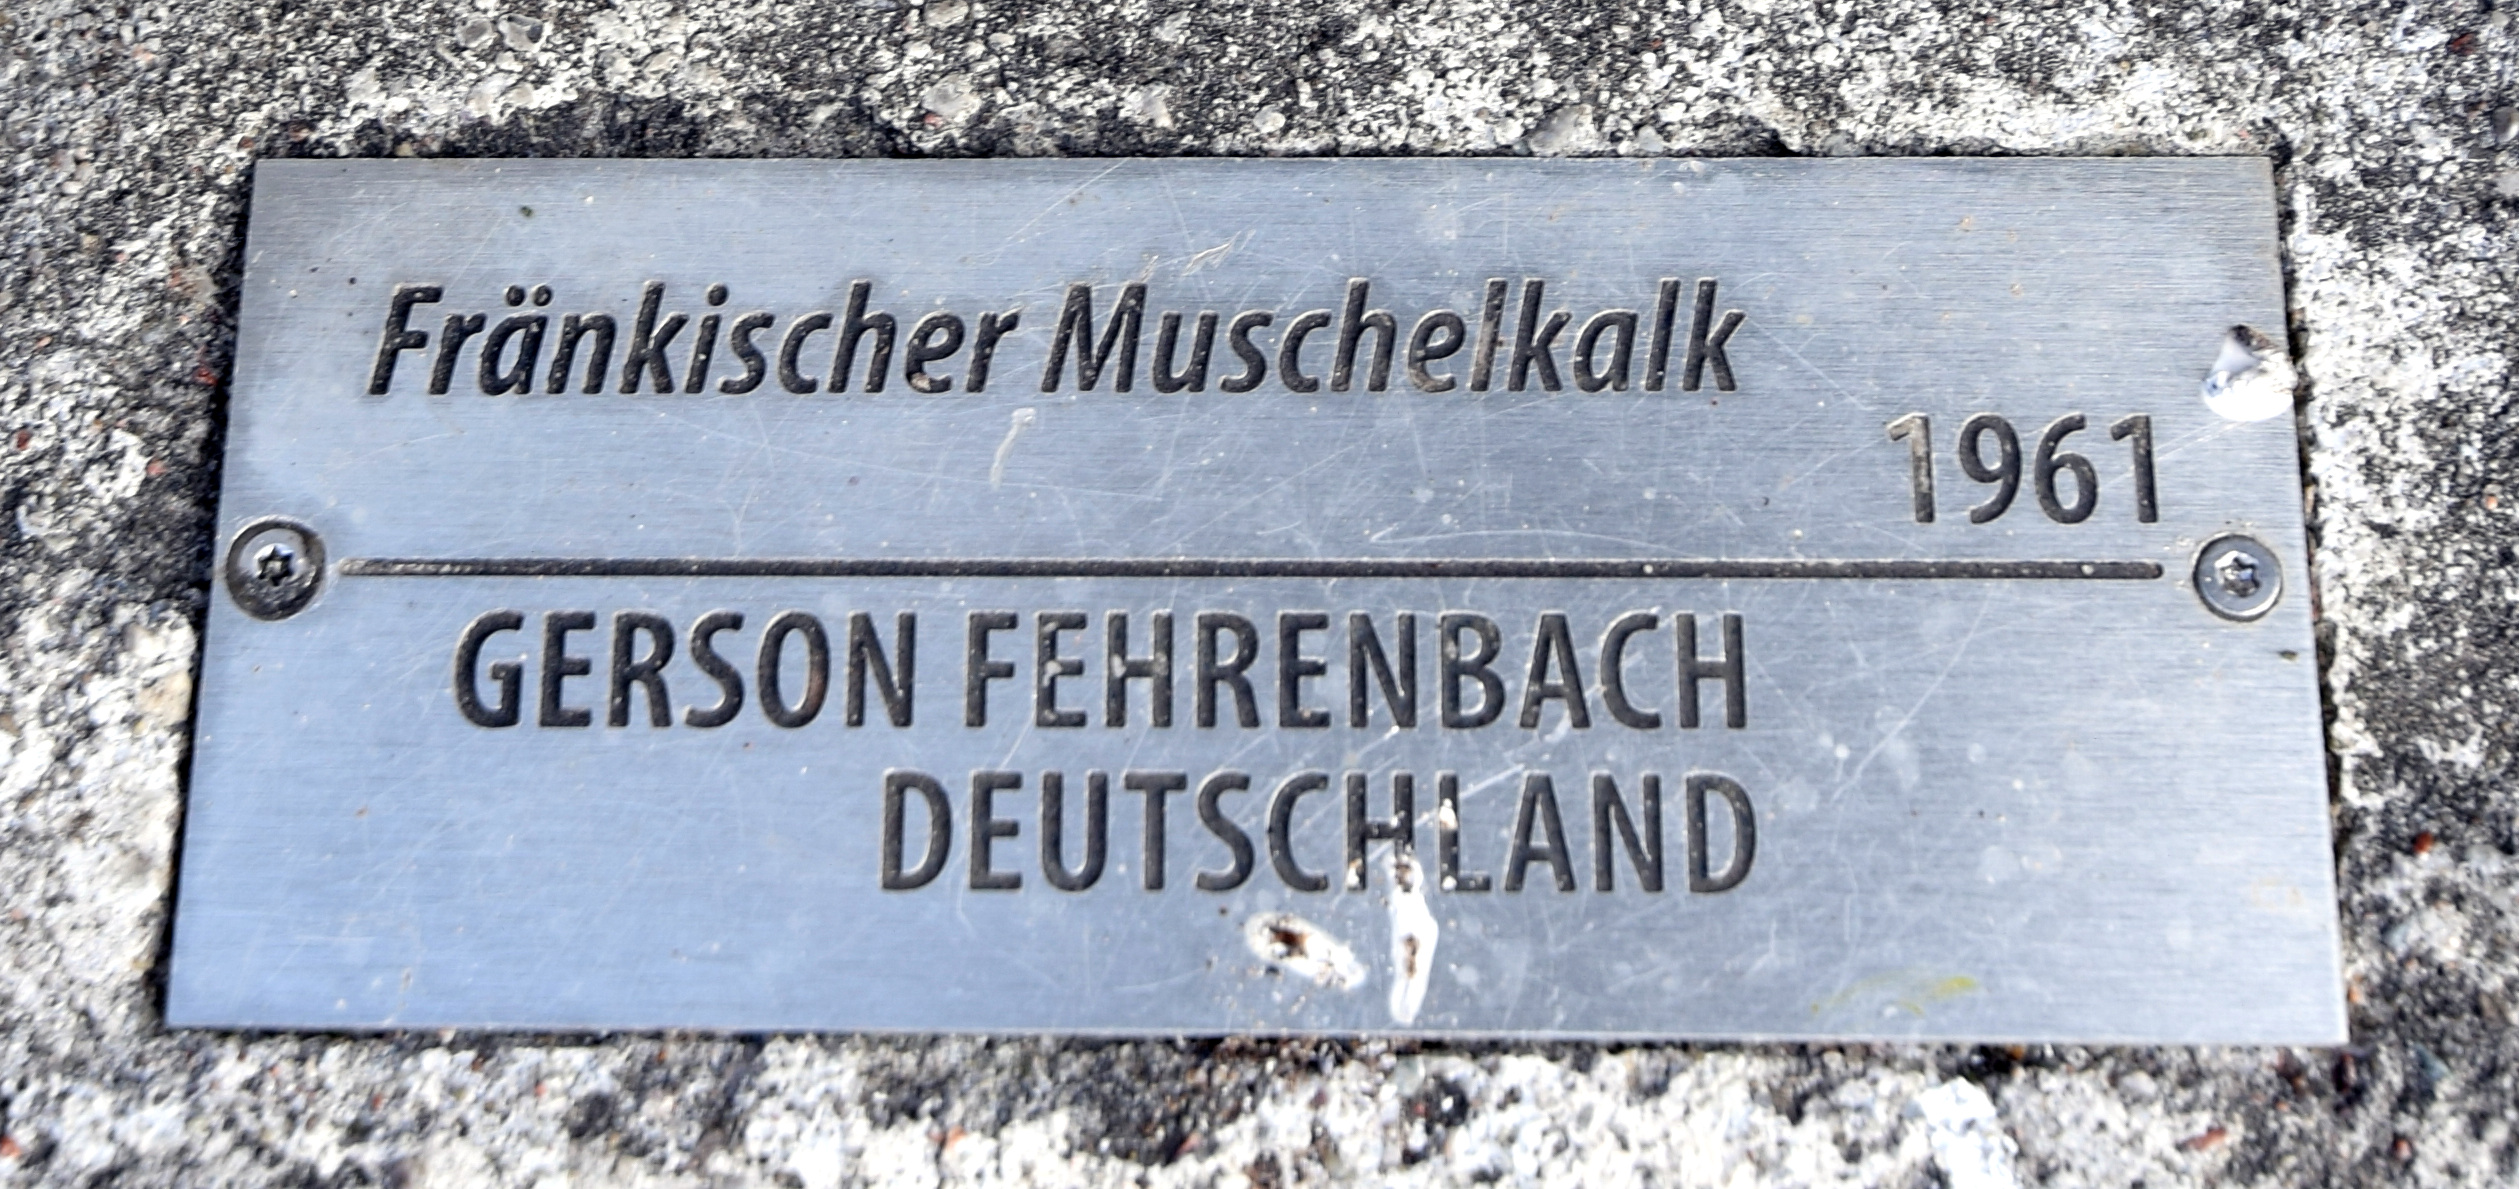 Fränkischer Muschelkalk
1961
GERSON FEHRENBACH
DEUTSCHLAND